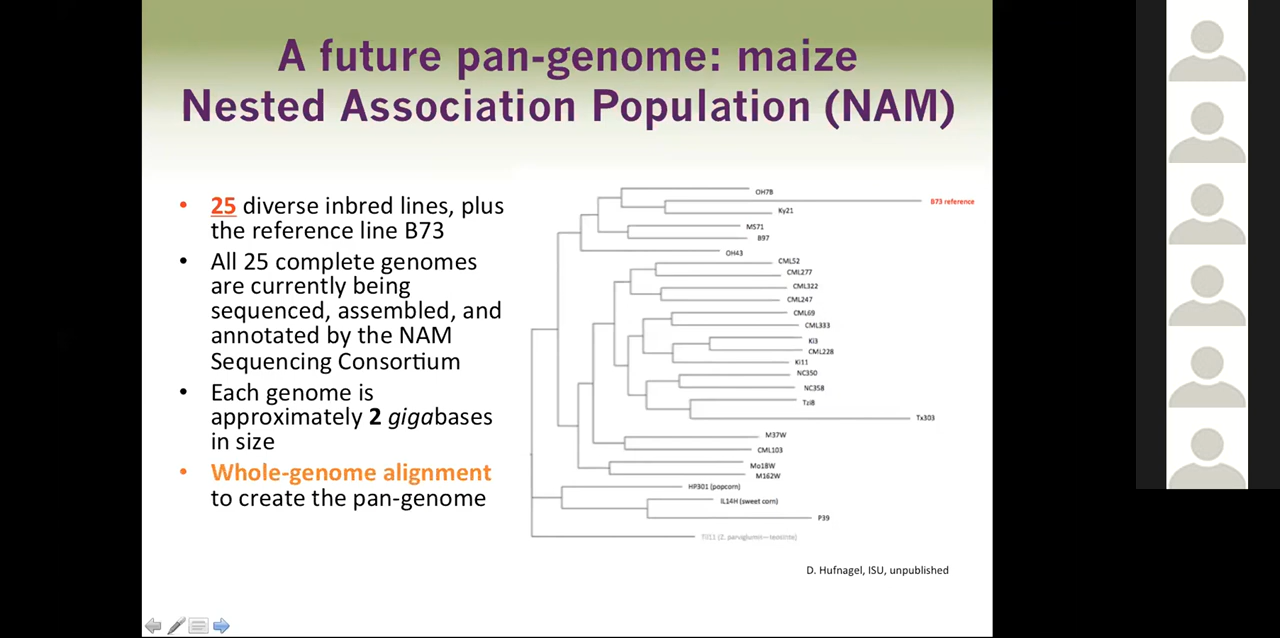 A future pan-genome: maize
Nested Association Population (NAM)
• 25 diverse inbred lines, plus
the reference line B73
• All 25 complete genomes
are currently being
sequenced, assembled, and
annotated by the NAM
Sequencing Consortium
• Each genome is
approximately 2 gigabases
in size
• Whole-genome alignment
to create the pan-genome
OH7B
B73 reference
Ky21
MS71
B97
OH43
CML52
CML277
CML322
CML247
CML69
CML333
Ki3
CML228
Ki11
NC350
NC358
Tzi8
Tx303
M37W
CML103
Mo18W
M162W
HP301 (popcorn)
IL14H (sweet corn)
P39
D. Hufnagel, ISU, unpublished